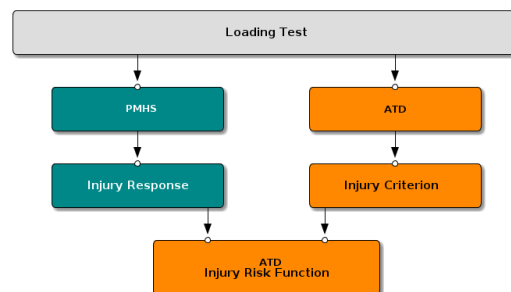 Loading Test
PMHS
ATD
Injury Response
Injury Criterion
ATD
Injury Risk Function